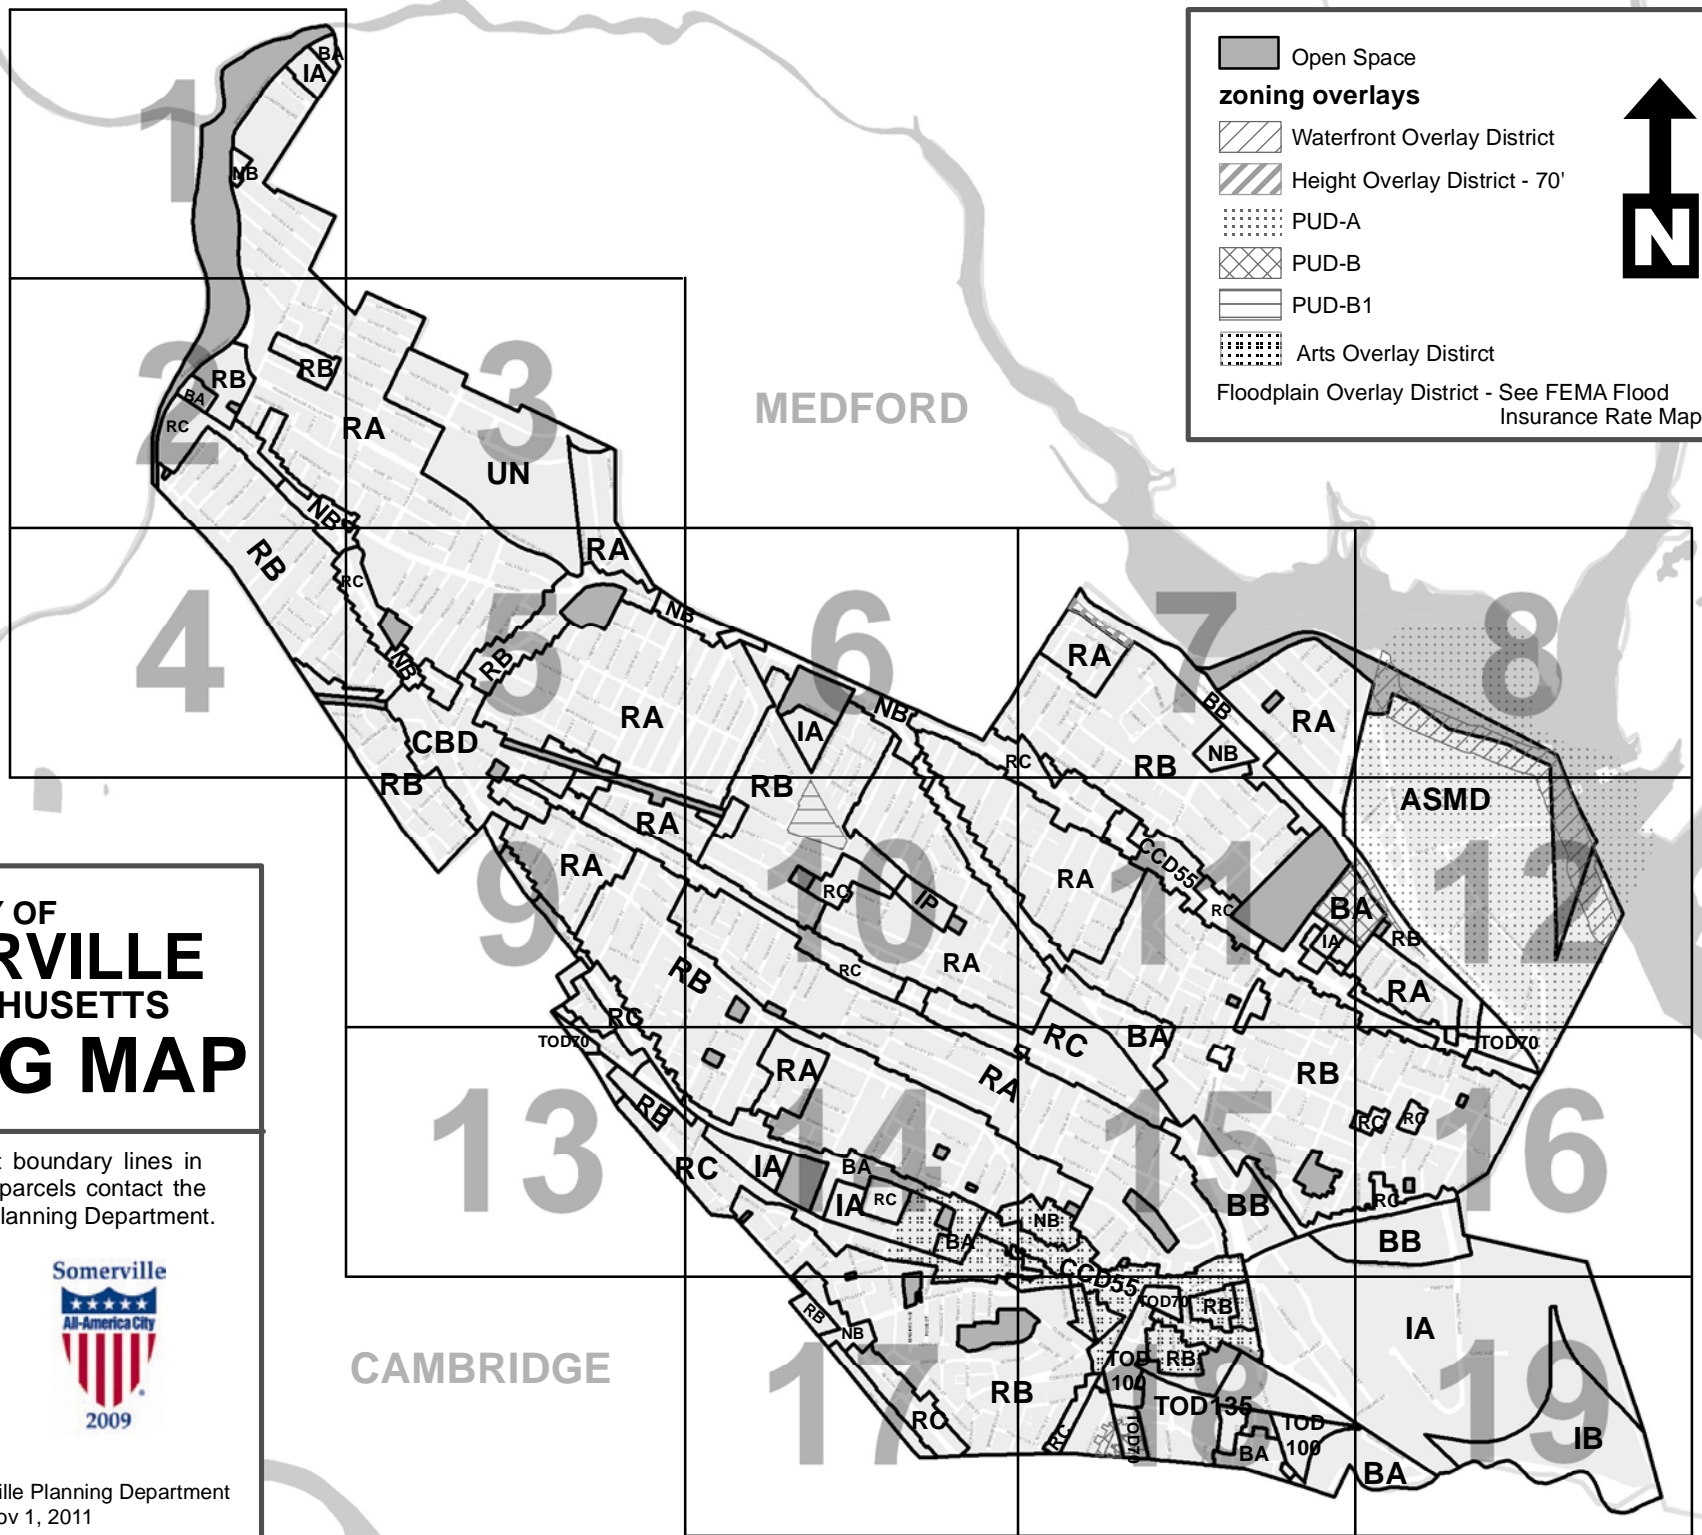 Open Space
zoning overlays
Waterfront Overlay District
Height Overlay District - 70'
PUD-A
PUD-B
PUD-B1
Arts Overlay Distirct
Floodplain Overlay District - See FEMA Flood
Insurance Rate Map
N
MEDFORD
CAMBRIDGE
1
BA
IA
NB
2
RB
RB
BA
RC
RA
3
UN
NB
RA
4
RB
RC
5
NB
RB
NB
RA
CBD
RB
6
IA
NB
RB
7
RA
BB
RA
NB
RB
RC
8
ASMD
9
RA
RA
RB
RC
10
RC
IP
RC
RA
11
RA
CCD55
RC
BA
IA
RB
RA
12
TOD70
TOD70
13
RB
RC
14
RA
RA
IA
BA
IA
RC
BA
NB
15
RC
BA
RB
BB
CCD55
16
RC
RC
RC
BB
17
RB
NB
RC
RB
RC
18
TOD70
RB
TOD
100
RB
TOD135
TOD70
BA
TOD
100
BA
19
IA
IB
Y OF
RVILLE
HUSETTS
G MAP
t boundary lines in
parcels contact the
lanning Department.
Somerville
All-America City
2009
ille Planning Department
ov 1, 2011